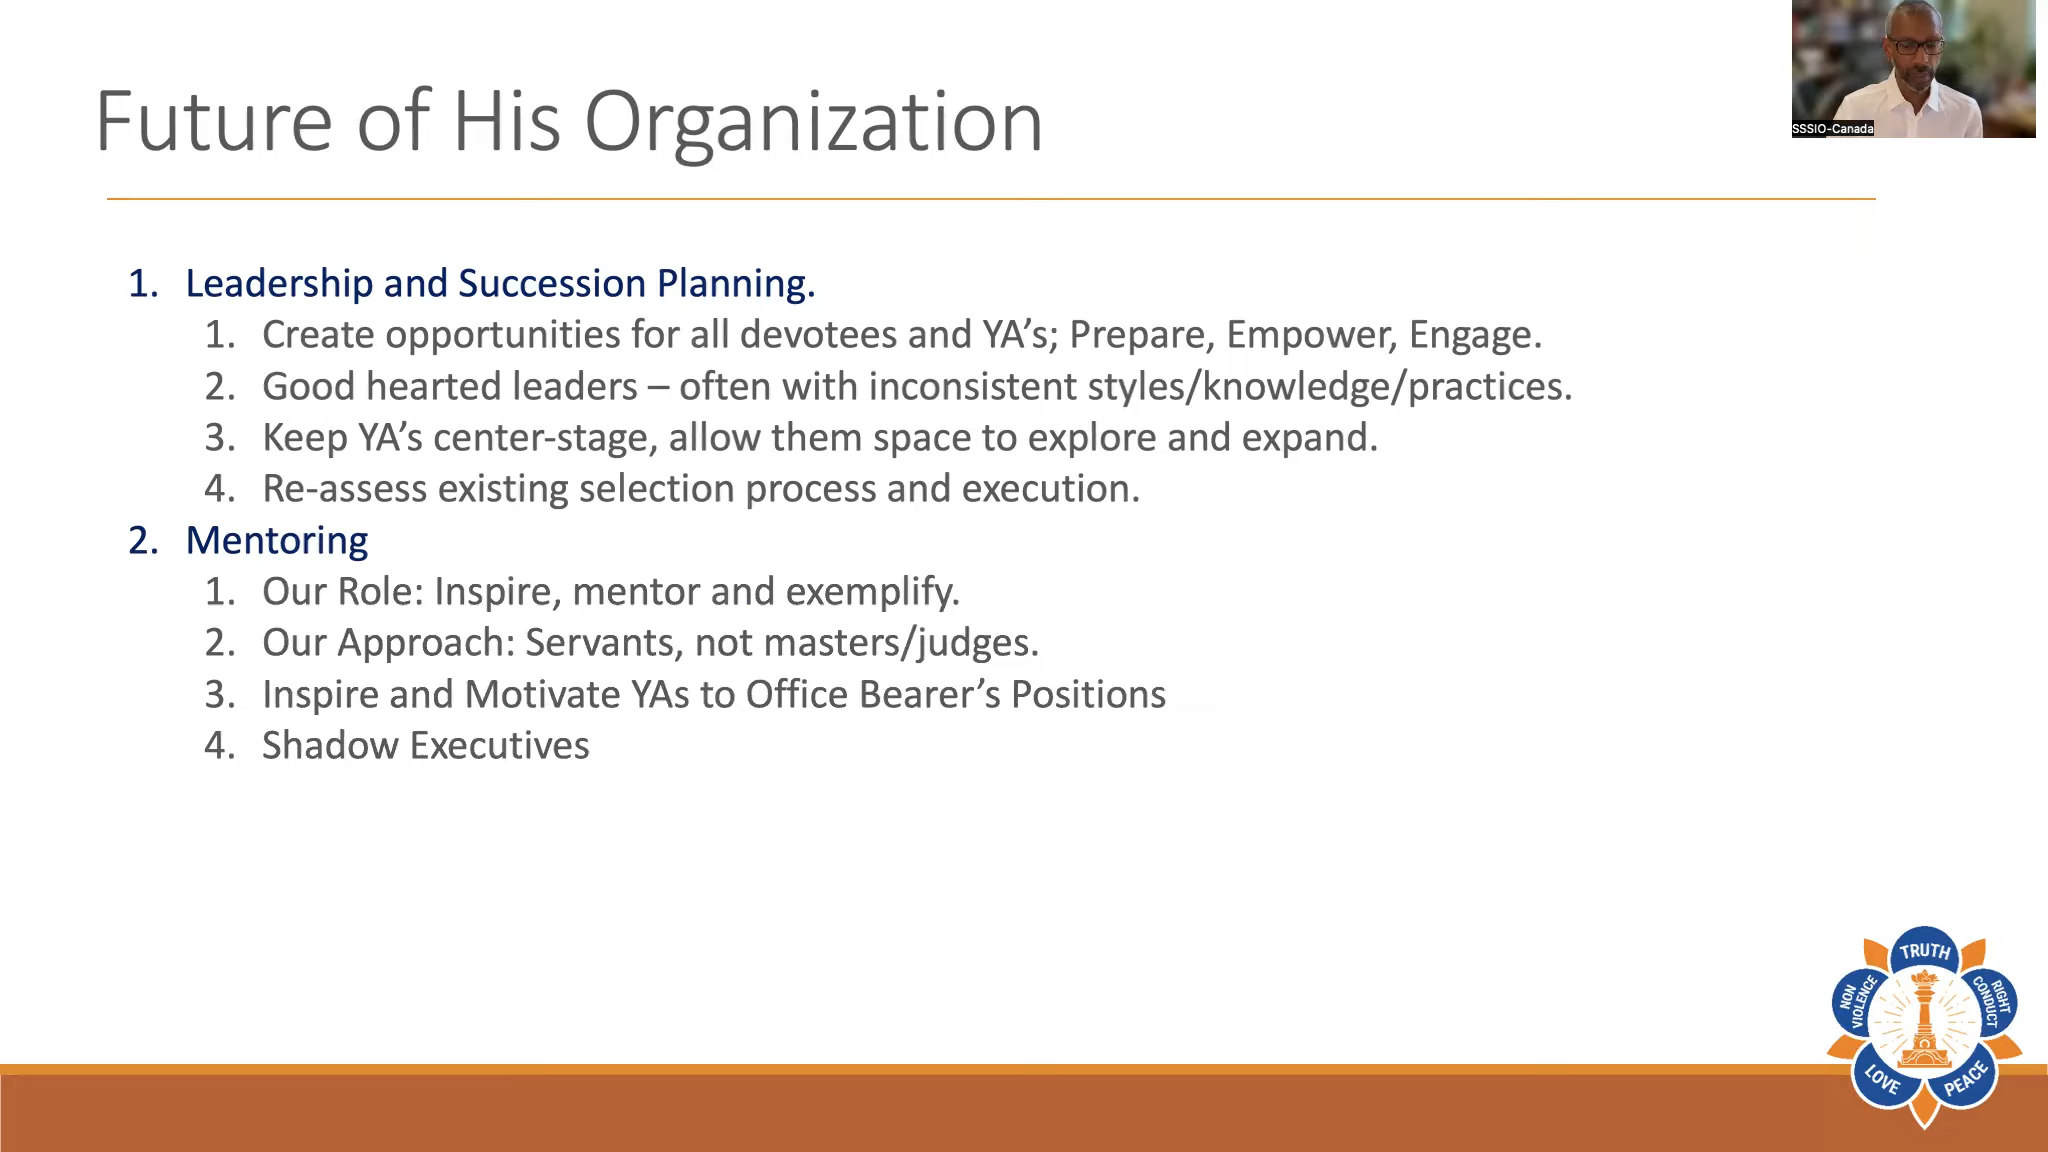 Future of His Organization
SSSIO-Canada
1. Leadership and Succession Planning.
1. Create opportunities for all devotees and YA’s; Prepare, Empower, Engage.
2. Good hearted leaders – often with inconsistent styles/knowledge/practices.
3. Keep YA’s center-stage, allow them space to explore and expand.
4. Re-assess existing selection process and execution.
2. Mentoring
1. Our Role: Inspire, mentor and exemplify.
2. Our Approach: Servants, not masters/judges.
3. Inspire and Motivate YAs to Office Bearer’s Positions
4. Shadow Executives
TRUTH
RIGHT
CONDUCT
PEACE
LOVE
NON
VIOLENCE